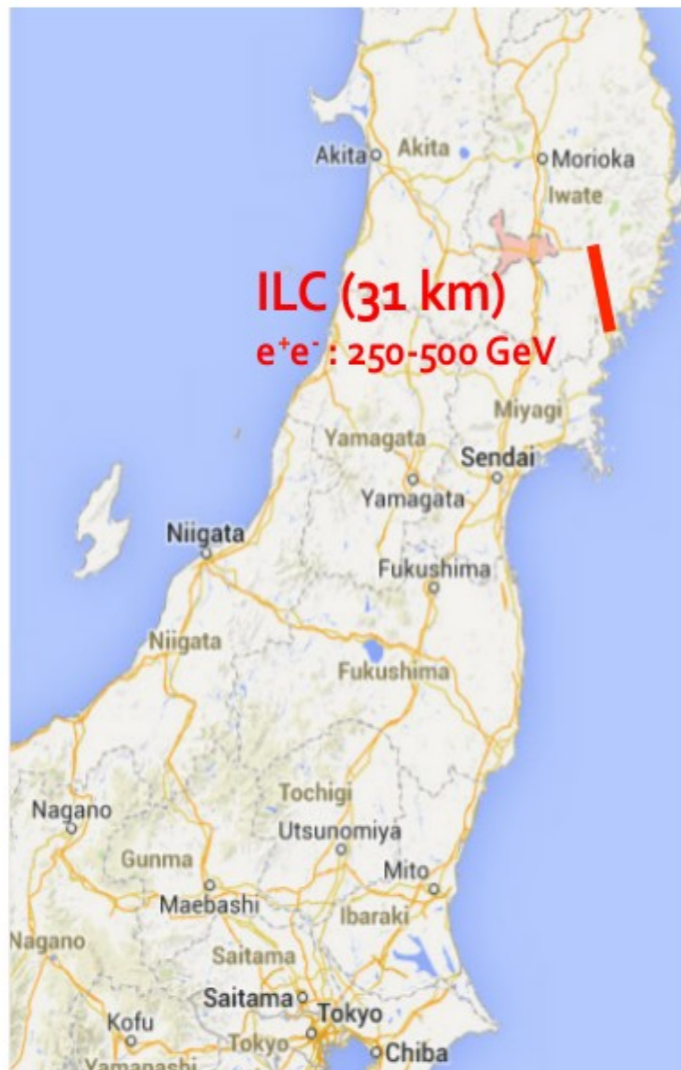 Akita
Akita
Morioka
Iwate
ILC (31 km)
e⁺e⁻ : 250-500 GeV
Miyagi
Yamagata
Sendai
Yamagata
Niigata
Fukushima
Niigata
Fukushima
Tochigi
Nagano
Utsunomiya
Gunma
Mito
Maebashi
Ibaraki
Nagano
Saitama
Saitama
Tokyo
Kofu
Tokyo
Chiba
Yamanashi